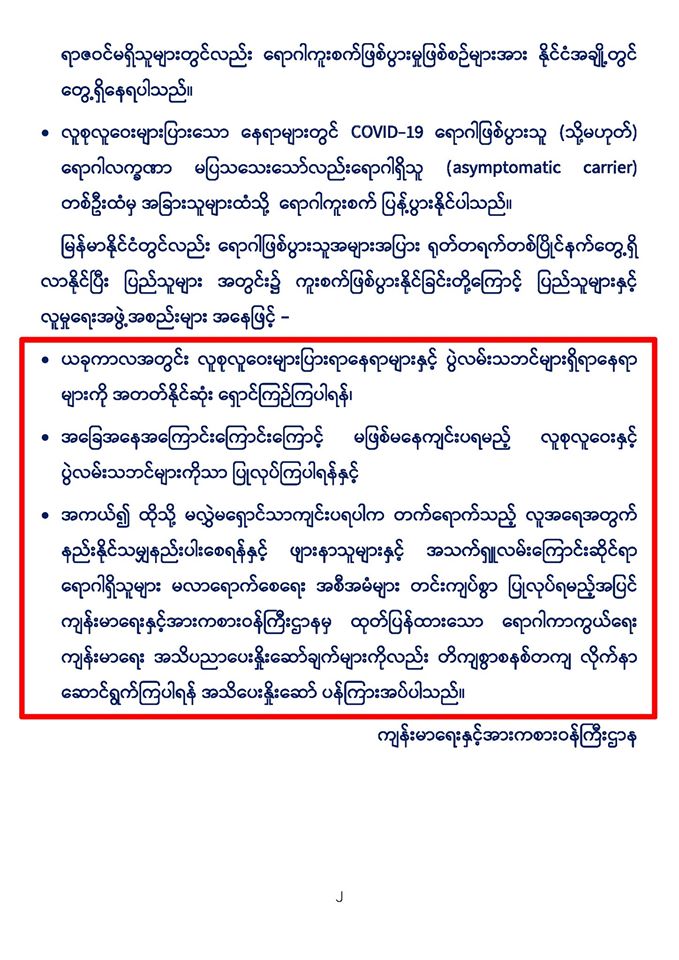 ရာဇဝင်မရှိသူများတွင်လည်း ရောဂါကူးစက်ဖြစ်ပွားမှုဖြစ်စဉ်များအား နိုင်ငံအချို့တွင်
တွေ့ရှိနေရပါသည်။
• လူစုလူဝေးများပြားသော နေရာများတွင် COVID-19 ရောဂါဖြစ်ပွားသူ (သို့မဟုတ်)
ရောဂါလက္ခဏာ မပြသသေးသော်လည်းရောဂါရှိသူ (asymptomatic carrier)
တစ်ဦးထံမှ အခြားသူများထံသို့ ရောဂါကူးစက် ပြန့်ပွားနိုင်ပါသည်။
မြန်မာနိုင်ငံတွင်လည်း ရောဂါဖြစ်ပွားသူအများအပြား ရုတ်တရက်တစ်ပြိုင်နက်တွေ့ရှိ
လာနိုင်ပြီး ပြည်သူများ အတွင်း၌ ကူးစက်ဖြစ်ပွားနိုင်ခြင်းတို့ကြောင့် ပြည်သူများနှင့်
လူမှုရေးအဖွဲ့အစည်းများ အနေဖြင့် –
• ယခုကာလအတွင်း လူစုလူဝေးများပြားရာနေရာများနှင့် ပွဲလမ်းသဘင်များရှိရာနေရာ
များကို အတတ်နိုင်ဆုံး ရှောင်ကြဉ်ကြပါရန်၊
• အခြေအနေအကြောင်းကြောင်းကြောင့် မဖြစ်မနေကျင်းပရမည့် လူစုလူဝေးနှင့်
ပွဲလမ်းသဘင်များကိုသာ ပြုလုပ်ကြပါရန်နှင့်
• အကယ်၍ ထိုသို့ မလွှဲမရှောင်သာကျင်းပရပါက တက်ရောက်သည့် လူအရေအတွက်
နည်းနိုင်သမျှနည်းပါးစေရန်နှင့် ဖျားနာသူများနှင့် အသက်ရှူလမ်းကြောင်းဆိုင်ရာ
ရောဂါရှိသူများ မလာရောက်စေရေး အစီအမံများ တင်းကျပ်စွာ ပြုလုပ်ရမည့်အပြင်
ကျန်းမာရေးနှင့်အားကစားဝန်ကြီးဌာနမှ ထုတ်ပြန်ထားသော ရောဂါကာကွယ်ရေး
ကျန်းမာရေး အသိပညာပေးနှိုးဆော်ချက်များကိုလည်း တိကျစွာစနစ်တကျ လိုက်နာ
ဆောင်ရွက်ကြပါရန် အသိပေးနှိုးဆော် ပန်ကြားအပ်ပါသည်။
ကျန်းမာရေးနှင့်အားကစားဝန်ကြီးဌာန
၂